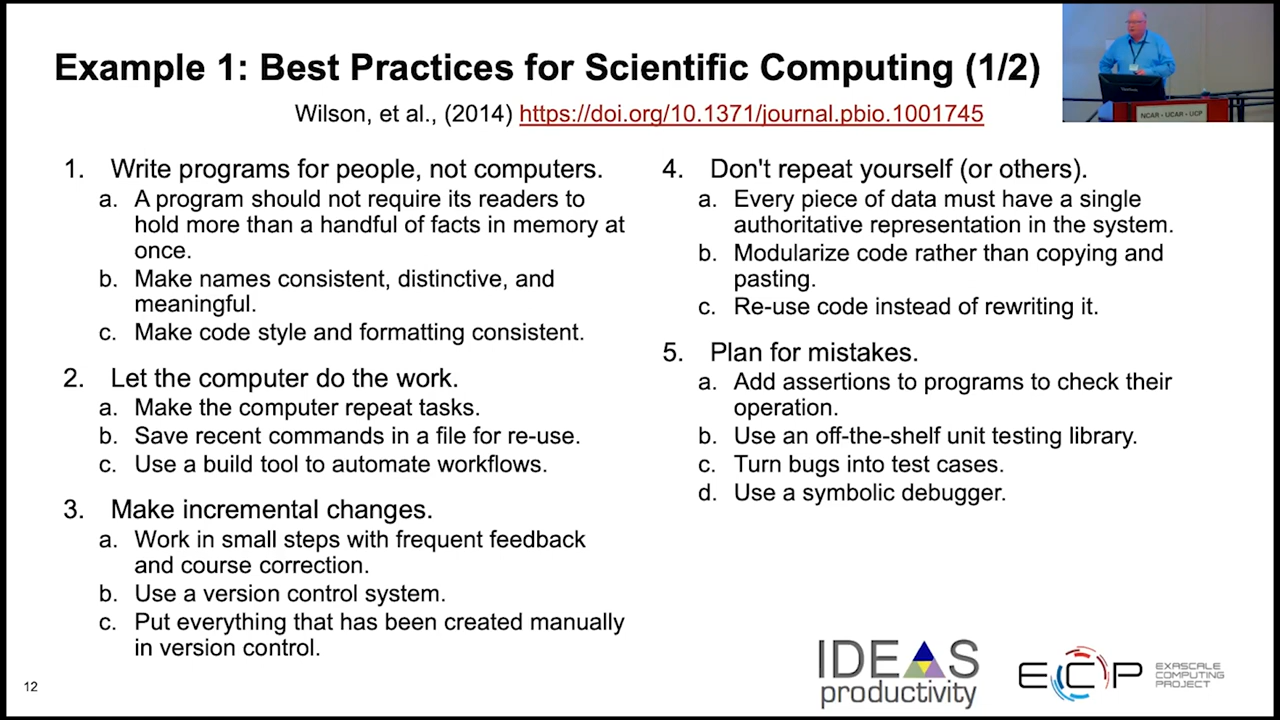 Example 1: Best Practices for Scientific Computing (1/2)
Wilson, et al., (2014) https://doi.org/10.1371/journal.pbio.1001745
1. Write programs for people, not computers.
a. A program should not require its readers to
hold more than a handful of facts in memory at
once.
b. Make names consistent, distinctive, and
meaningful.
c. Make code style and formatting consistent.
2. Let the computer do the work.
a. Make the computer repeat tasks.
b. Save recent commands in a file for re-use.
c. Use a build tool to automate workflows.
3. Make incremental changes.
a. Work in small steps with frequent feedback
and course correction.
b. Use a version control system.
c. Put everything that has been created manually
in version control.
4. Don't repeat yourself (or others).
a. Every piece of data must have a single
authoritative representation in the system.
b. Modularize code rather than copying and
pasting.
c. Re-use code instead of rewriting it.
5. Plan for mistakes.
a. Add assertions to programs to check their
operation.
b. Use an off-the-shelf unit testing library.
c. Turn bugs into test cases.
d. Use a symbolic debugger.
NCAR • UCAR • UCP
12
IDEAS
productivity
ECP
EXASCALE
COMPUTING
PROJECT